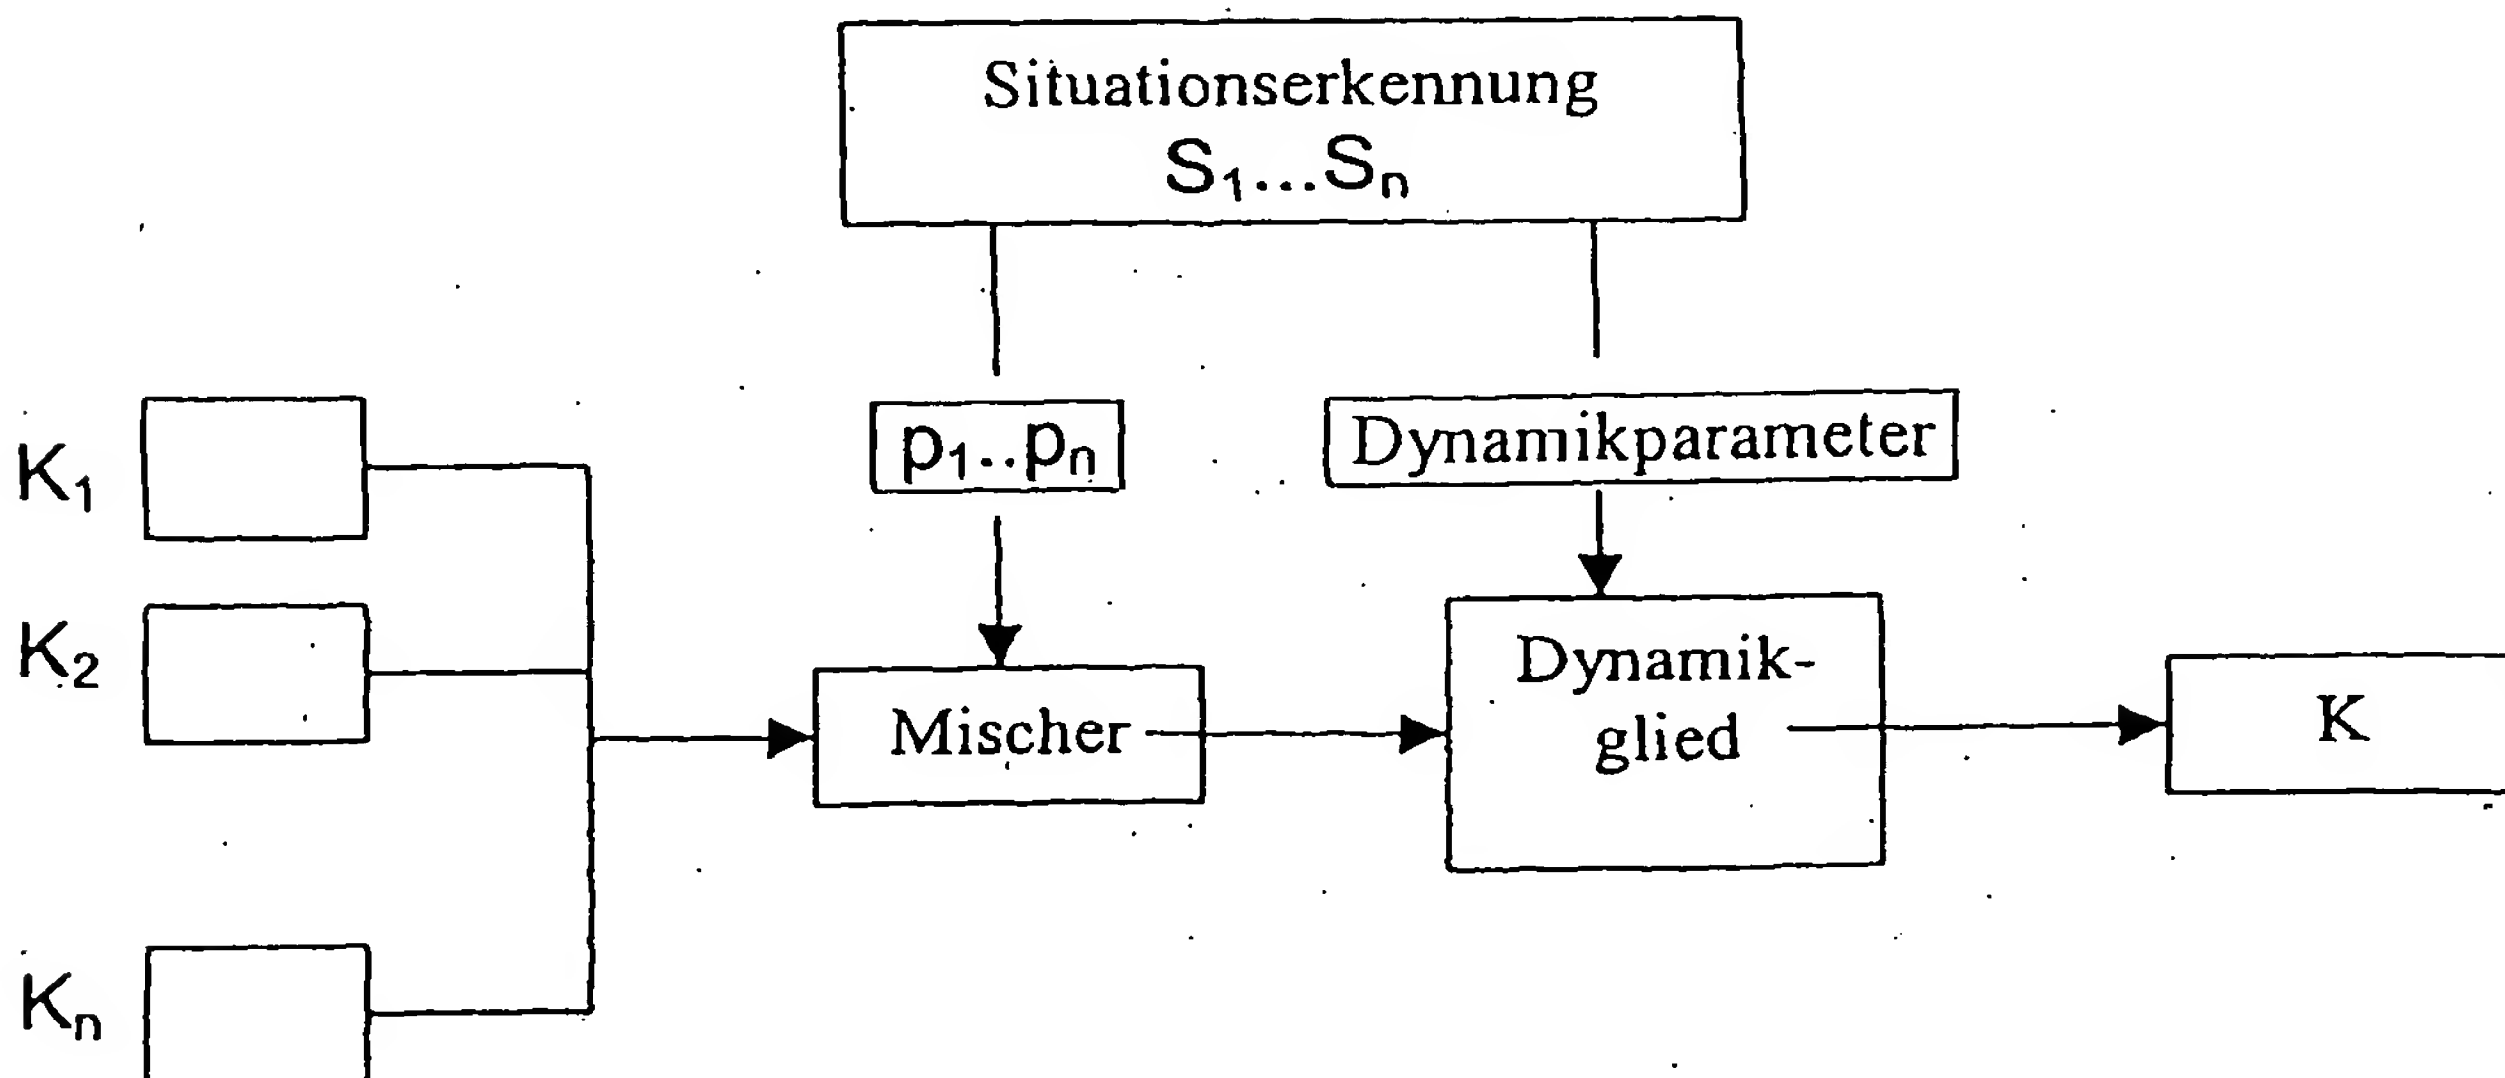 Situationserkennung
S₁...Sₙ
K₁
p₁..pₙ
Dynamikparameter
K₂
Mischer
Dynamik-
glied
K
Kₙ